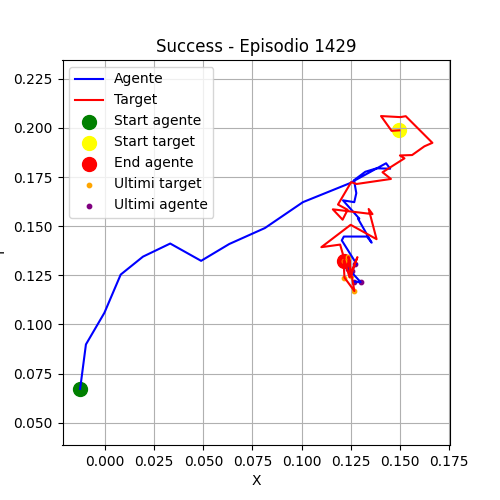 Success - Episodio 1429
Agente
Target
Start agente
Start target
End agente
Ultimi target
Ultimi agente
0.225
0.200
0.175
0.150
0.125
0.100
0.075
0.050
0.000 0.025 0.050 0.075 0.100 0.125 0.150 0.175
X